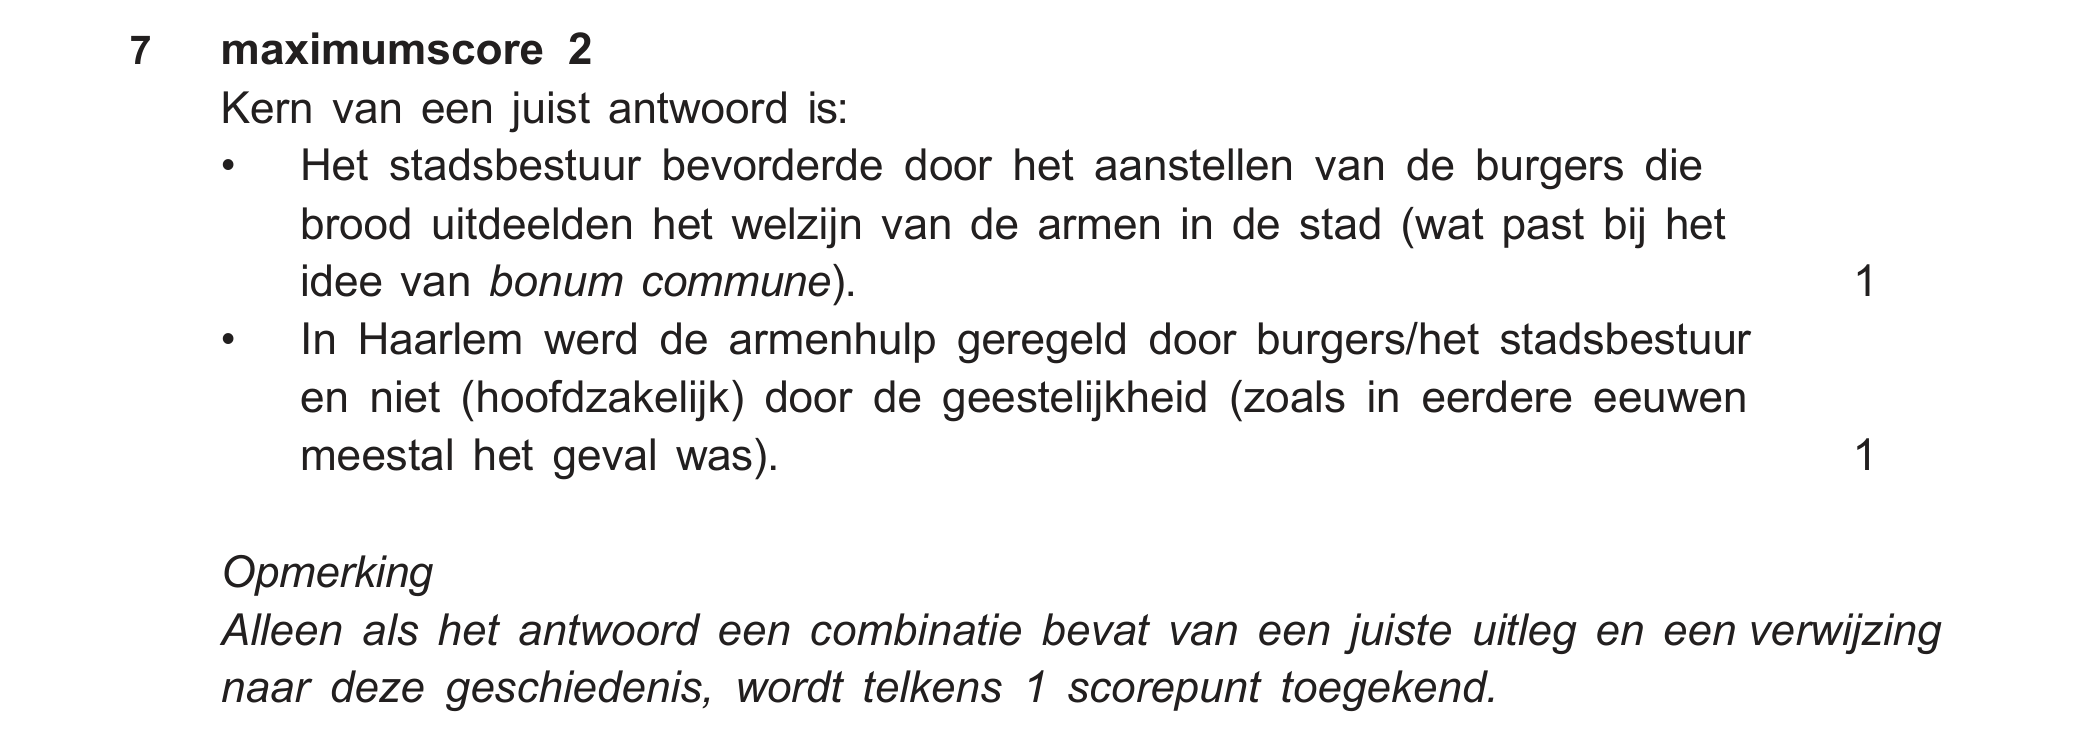 7 maximumscore 2
Kern van een juist antwoord is:
• Het stadsbestuur bevorderde door het aanstellen van de burgers die
brood uitdeelden het welzijn van de armen in de stad (wat past bij het
idee van bonum commune). 1
• In Haarlem werd de armenhulp geregeld door burgers/het stadsbestuur
en niet (hoofdzakelijk) door de geestelijkheid (zoals in eerdere eeuwen
meestal het geval was). 1
Opmerking
Alleen als het antwoord een combinatie bevat van een juiste uitleg en een verwijzing
naar deze geschiedenis, wordt telkens 1 scorepunt toegekend.